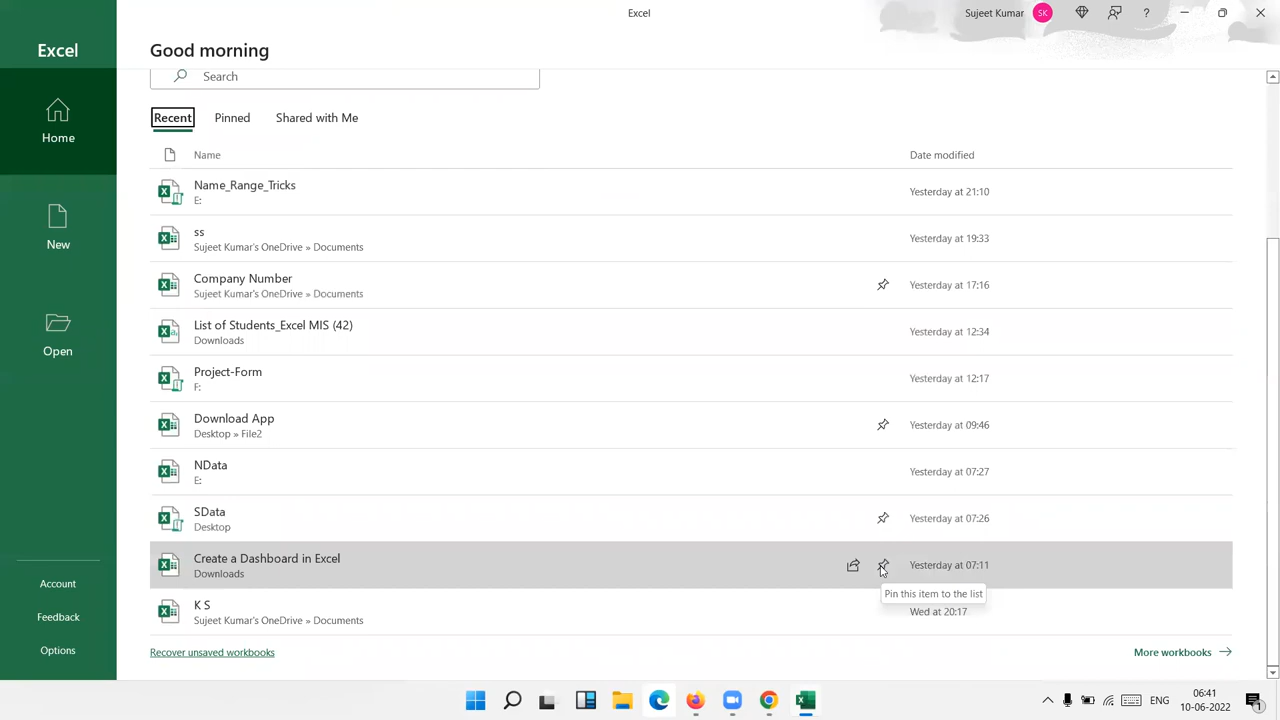 Excel
Sujeet Kumar SK ?
Excel
Good morning
Search
Home
Recent Pinned Shared with Me
Name Date modified
Name_Range_Tricks
E:
Yesterday at 21:10
New
ss
Sujeet Kumar's OneDrive » Documents
Yesterday at 19:33
Company Number
Sujeet Kumar's OneDrive » Documents
Yesterday at 17:16
Open
List of Students_Excel MIS (42)
Downloads
Yesterday at 12:34
Project-Form
F:
Yesterday at 12:17
Download App
Desktop » File2
Yesterday at 09:46
NData
E:
Yesterday at 07:27
SData
Desktop
Yesterday at 07:26
Create a Dashboard in Excel
Downloads
Yesterday at 07:11
Pin this item to the list
K S
Sujeet Kumar's OneDrive » Documents
Wed at 20:17
Account
Feedback
Options
Recover unsaved workbooks
More workbooks
ENG
06:41
10-06-2022
1